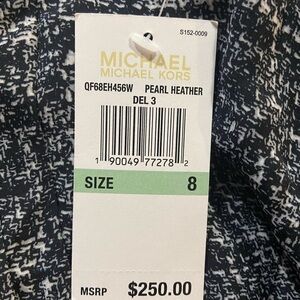 S152-0009
MICHAEL
MICHAEL KORS
QF68EH456W PEARL HEATHER
DEL 3
1 90049 77278 2
SIZE 8
MSRP $250.00